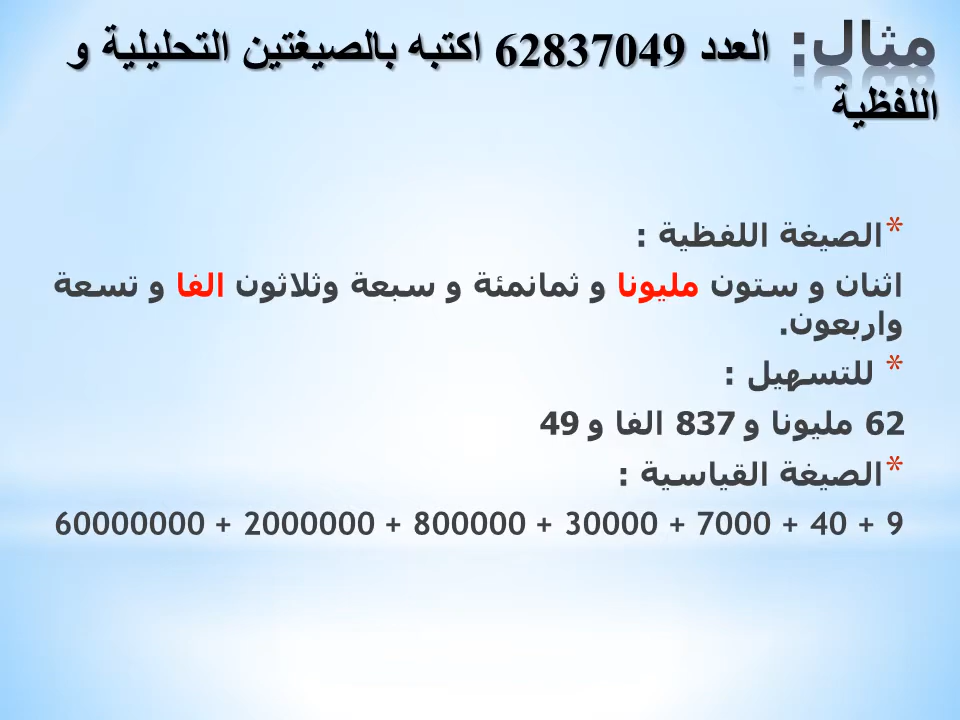 مثال: العدد 62837049 اكتبه بالصيغتين التحليلية و
اللفظية
*الصيغة اللفظية :
اثنان و ستون مليونا و ثمانمئة و سبعة وثلاثون الفا و تسعة
واربعون.
* للتسهيل :
62 مليونا و 837 الفا و 49
*الصيغة القياسية :
60000000 + 2000000 + 800000 + 30000 + 7000 + 40 + 9